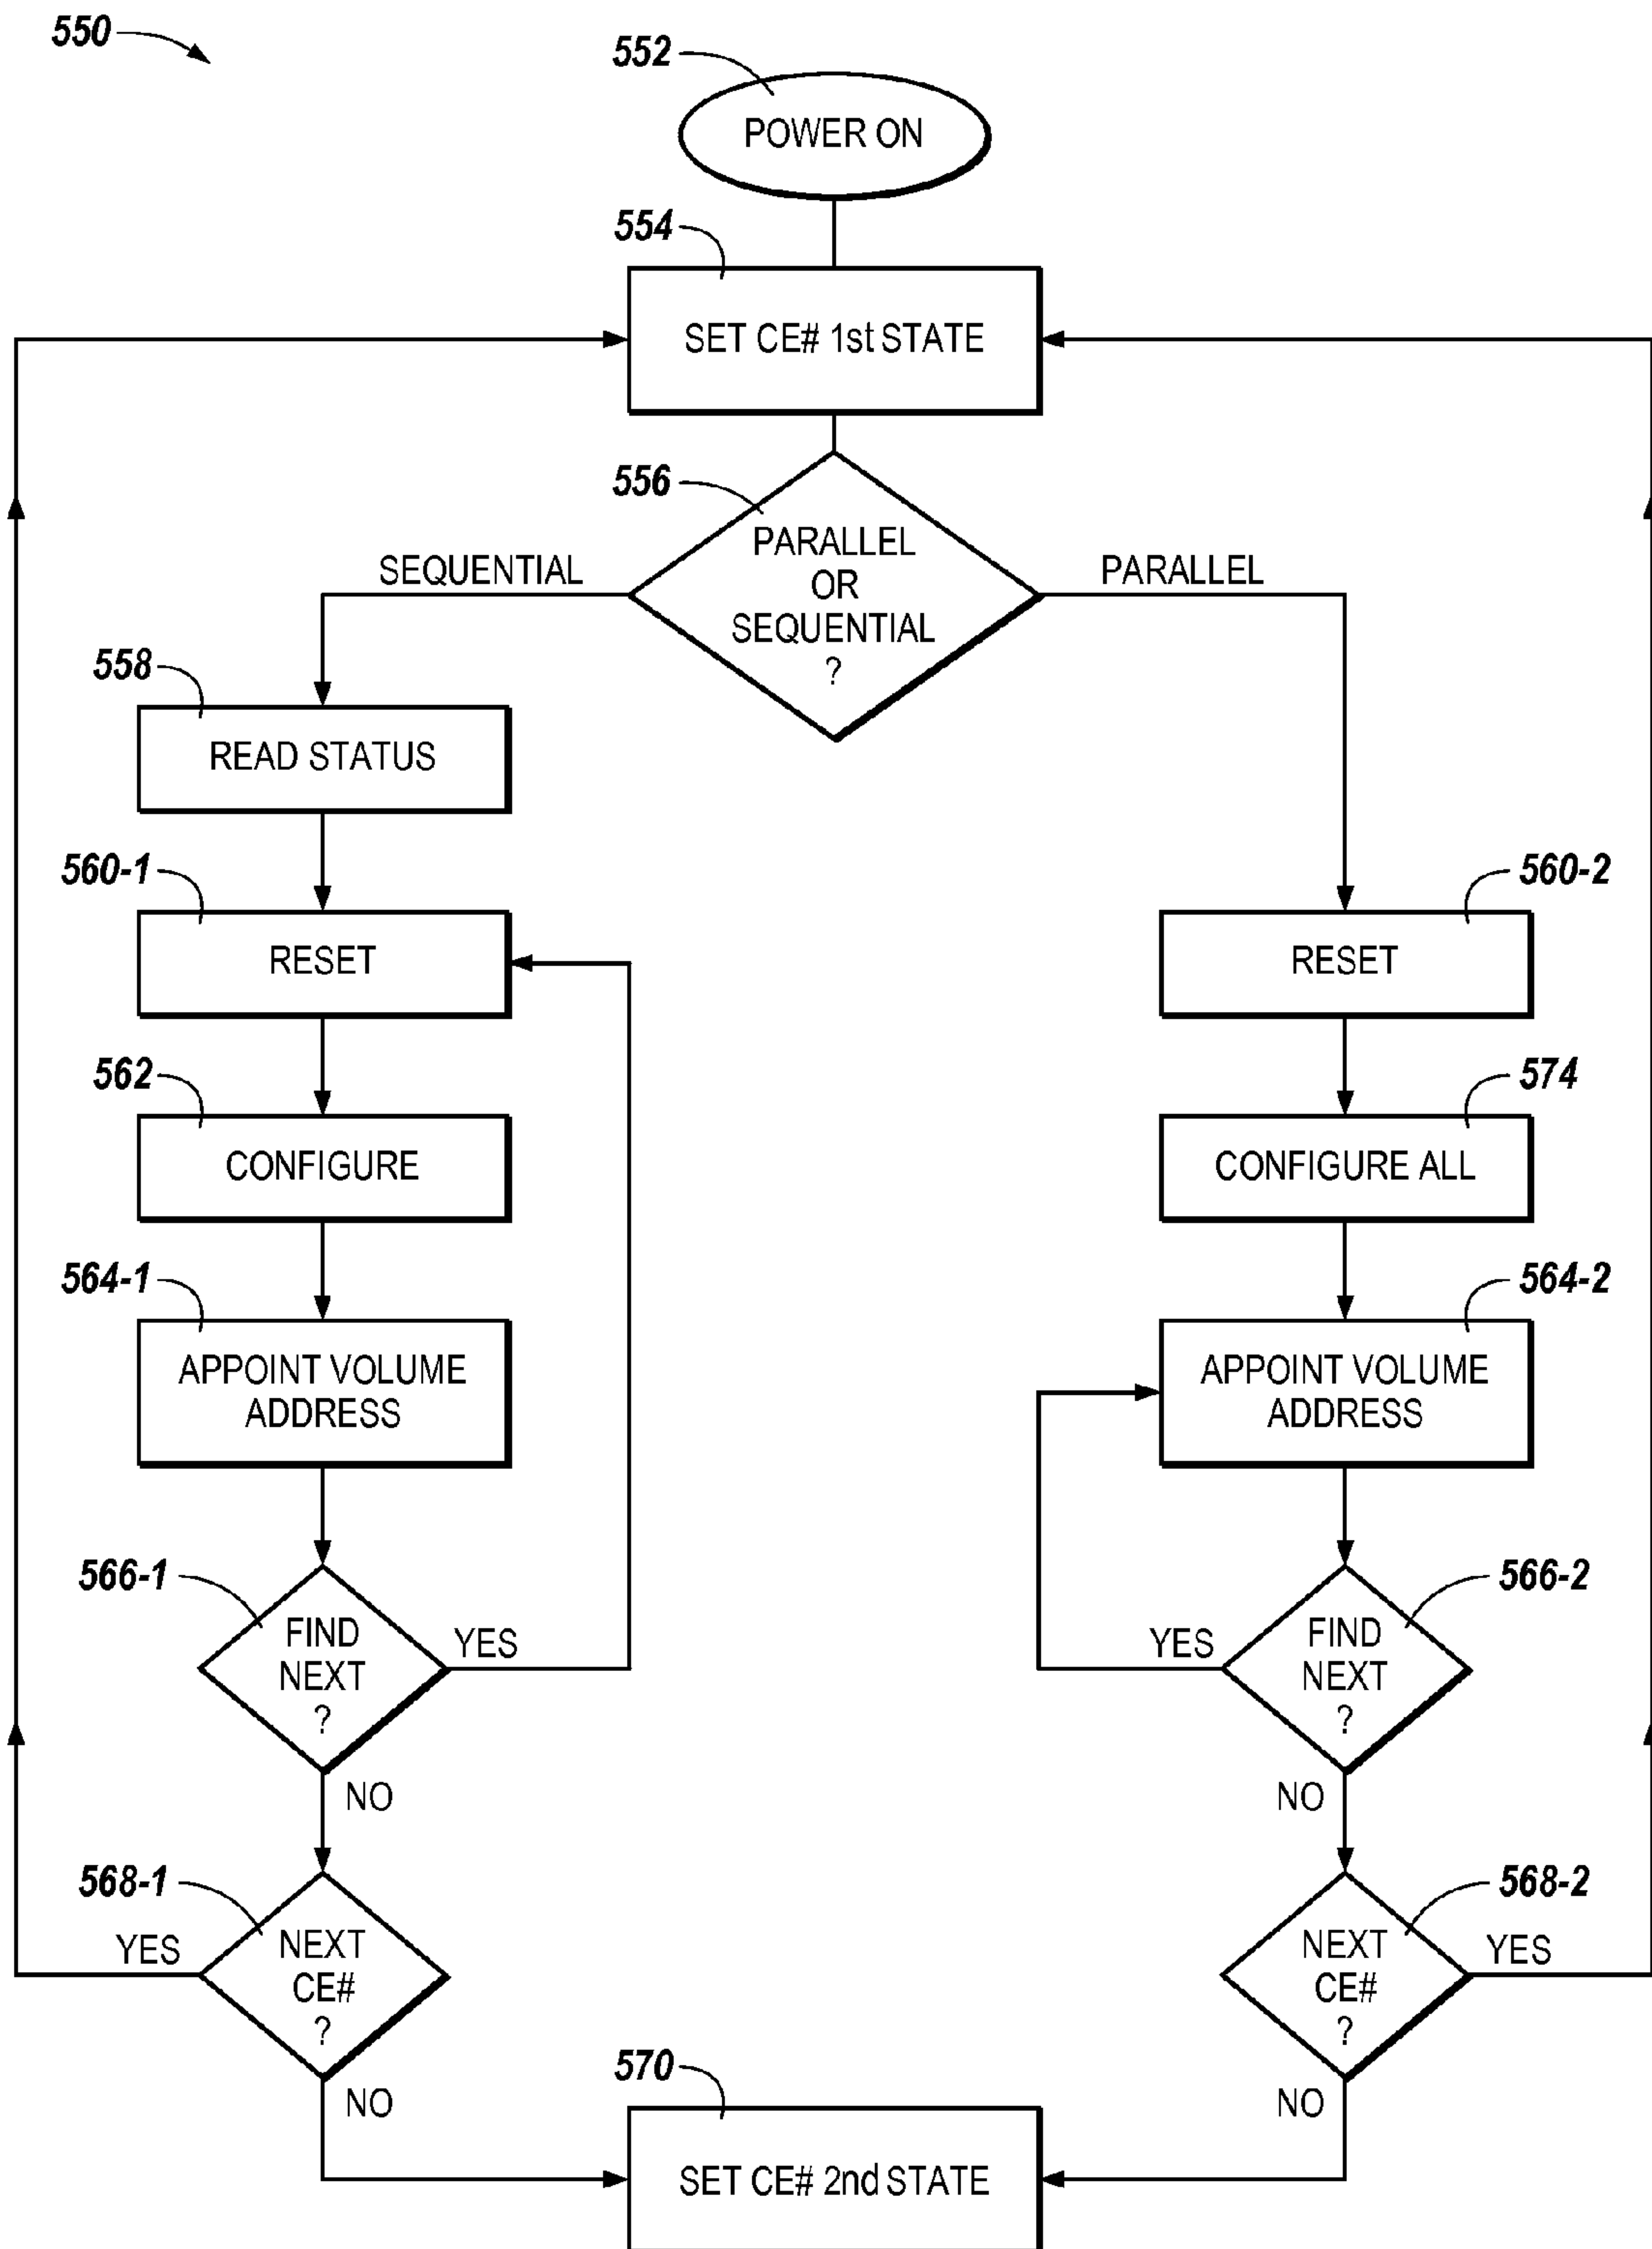 550
552
POWER ON
554
SET CE# 1st STATE
556
PARALLEL
OR
SEQUENTIAL
?
SEQUENTIAL
PARALLEL
558
READ STATUS
560-1
RESET
560-2
RESET
562
CONFIGURE
574
CONFIGURE ALL
564-1
APPOINT VOLUME
ADDRESS
564-2
APPOINT VOLUME
ADDRESS
566-1
FIND
NEXT
?
YES
NO
566-2
FIND
NEXT
?
YES
NO
568-1
NEXT
CE#
?
YES
NO
568-2
NEXT
CE#
?
YES
NO
570
SET CE# 2nd STATE